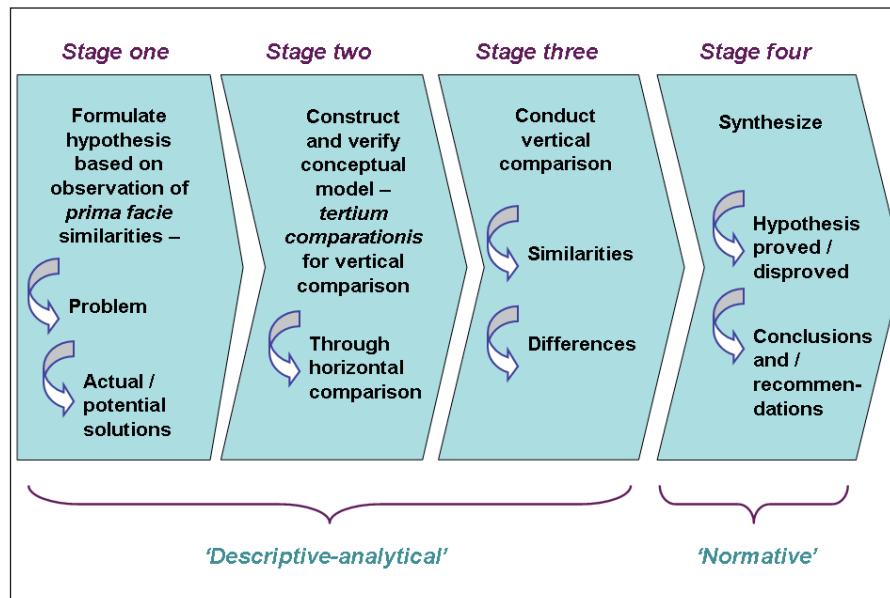 Stage one
Formulate
hypothesis
based on
observation of
prima facie
similarities –
Problem
Actual /
potential
solutions
Stage two
Construct
and verify
conceptual
model –
tertium
comparationis
for vertical
comparison
Through
horizontal
comparison
Stage three
Conduct
vertical
comparison
Similarities
Differences
Stage four
Synthesize
Hypothesis
proved /
disproved
Conclusions
and /
recommen-
dations
‘Descriptive-analytical’
‘Normative’